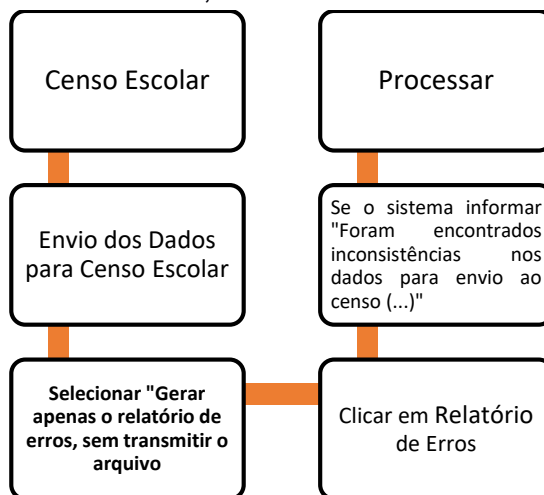 Censo Escolar
Envio dos Dados
para Censo Escolar
Selecionar "Gerar
apenas o relatório de
erros, sem transmitir o
arquivo
Clicar em Relatório
de Erros
Se o sistema informar
"Foram encontrados
inconsistências nos
dados para envio ao
censo (...)"
Processar